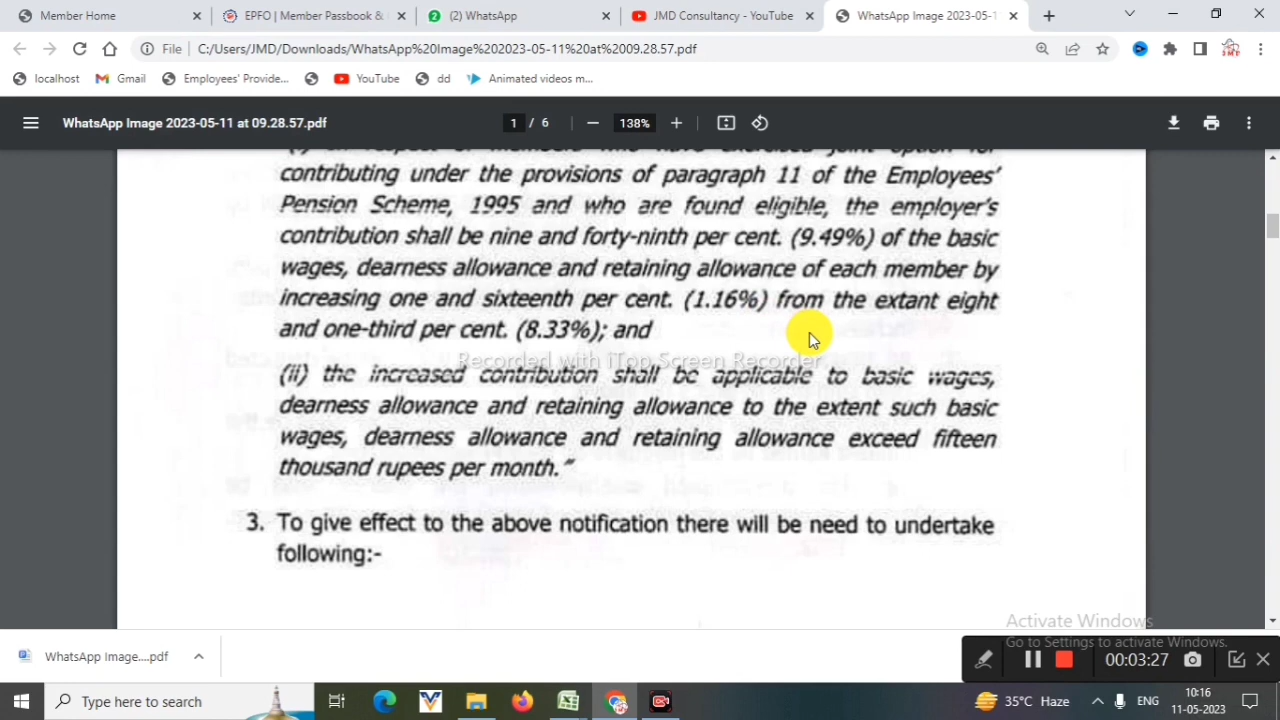 Member Home
EPFO | Member Passbook &
(2) WhatsApp
JMD Consultancy - YouTube
WhatsApp Image 2023-05-1
File
C:/Users/JMD/Downloads/WhatsApp%20Image%202023-05-11%20at%2009.28.57.pdf
localhost
Gmail
Employees' Provide...
YouTube
dd
Animated videos m...
WhatsApp Image 2023-05-11 at 09.28.57.pdf
1 / 6
138%
contributing under the provisions of paragraph 11 of the Employees'
Pension Scheme, 1995 and who are found eligible, the employer's
contribution shall be nine and forty-ninth per cent. (9.49%) of the basic
wages, dearness allowance and retaining allowance of each member by
increasing one and sixteenth per cent. (1.16%) from the extant eight
and one-third per cent. (8.33%); and
Recorded with iTop Screen Recorder
(ii) the increased contribution shall be applicable to basic wages,
dearness allowance and retaining allowance to the extent such basic
wages, dearness allowance and retaining allowance exceed fifteen
thousand rupees per month."
3. To give effect to the above notification there will be need to undertake
following:-
Activate Windows
Go to Settings to activate Windows.
WhatsApp Image....pdf
00:03:27
Type here to search
35°C Haze
ENG
10:16
11-05-2023